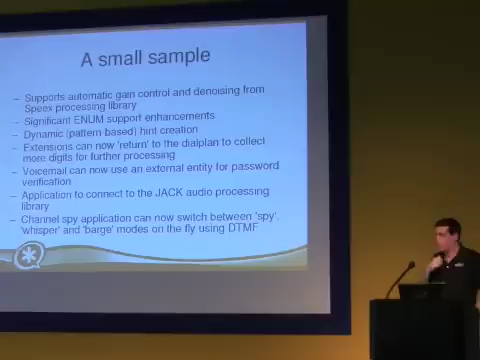 A small sample
– Supports automatic gain control and denoising from
Speex processing library
– Significant ENUM support enhancements
– Dynamic (pattern-based) hint creation
– Extensions can now 'return' to the dialplan to collect
more digits for further processing
– Voicemail can now use an external entity for password
verification
– Application to connect to the JACK audio processing
library
– Channel spy application can now switch between 'spy',
'whisper' and 'barge' modes on the fly using DTMF